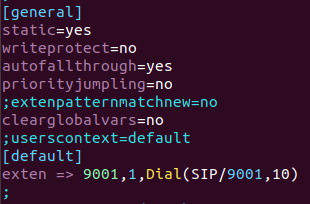 [general]
static=yes
writeprotect=no
autofallthrough=yes
priorityjumping=no
;extenpatternmatchnew=no
clearglobalvars=no
;userscontext=default
[default]
exten => 9001,1,Dial(SIP/9001,10)
;